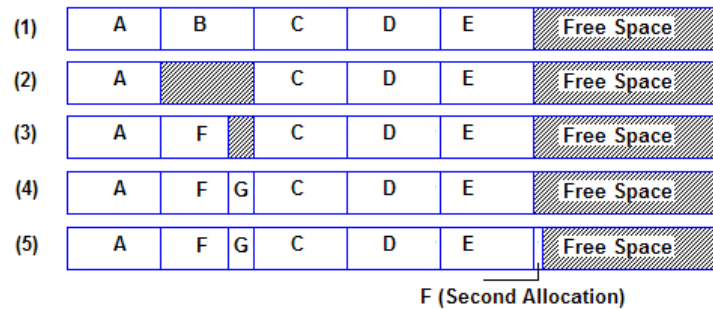 (1) A B C D E Free Space
(2) A C D E Free Space
(3) A F C D E Free Space
(4) A F G C D E Free Space
(5) A F G C D E Free Space
F (Second Allocation)